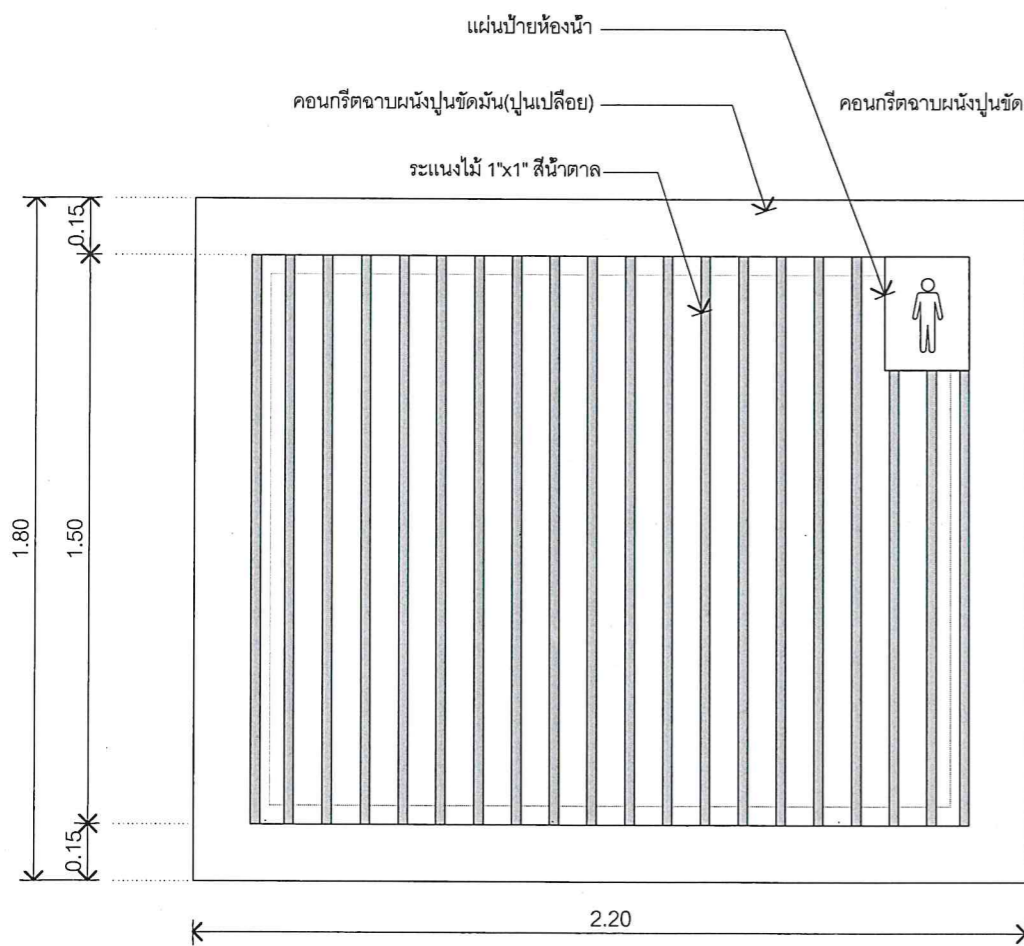 แผ่นป้ายห้องน้ำ
คอนกรีตฉาบผนังปูนขัดมัน(ปูนเปลือย)
คอนกรีตฉาบผนังปูนขัด
ระแนงไม้ 1"x1" สีน้ำตาล
0.15
1.80
1.50
0.15
2.20